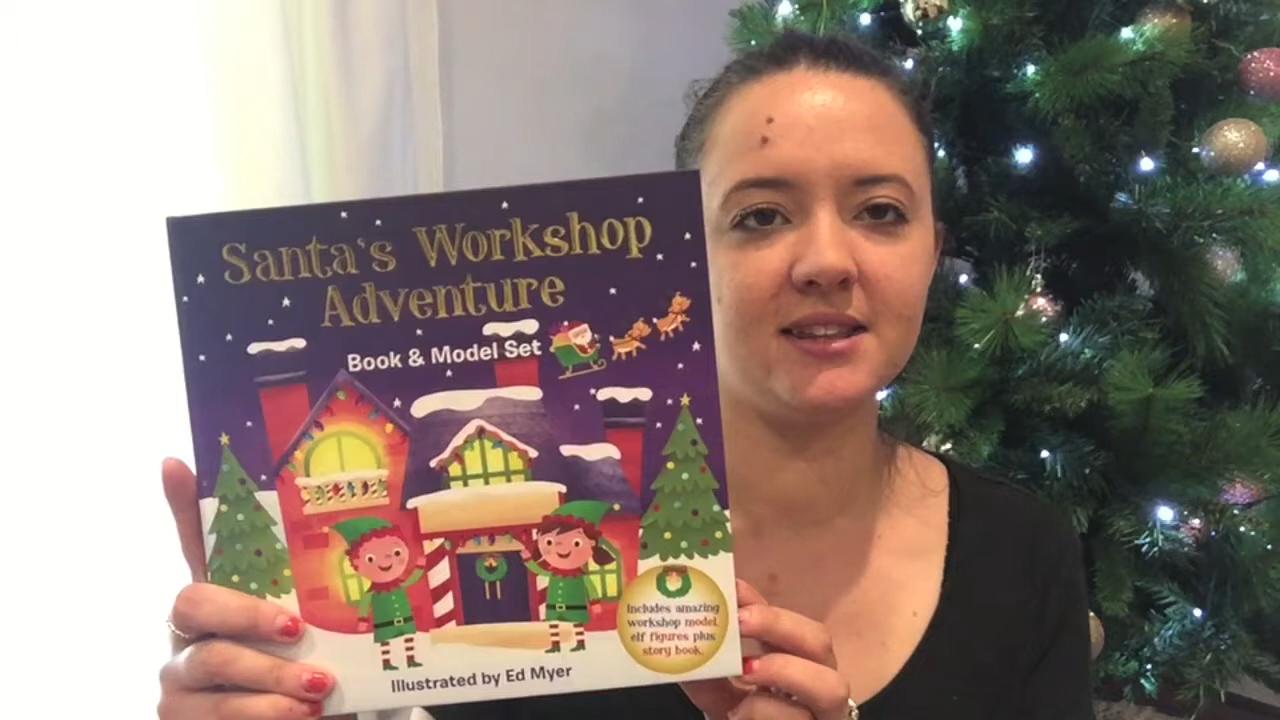 Santa's Workshop
Adventure
Book & Model Set
Includes amazing
workshop model,
elf figures plus
story book.
Illustrated by Ed Myer